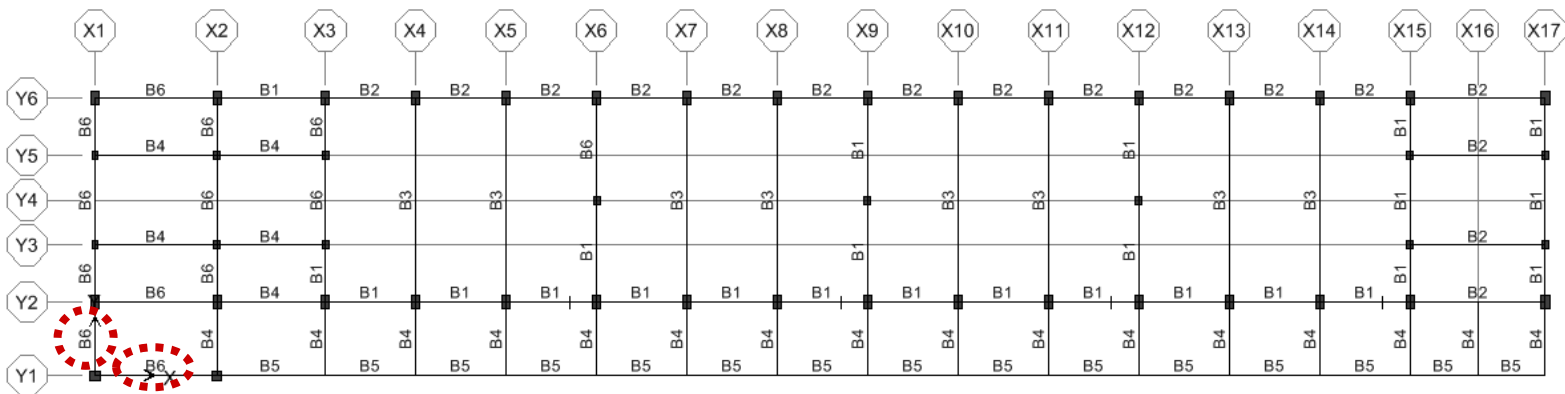 X1 X2 X3 X4 X5 X6 X7 X8 X9 X10 X11 X12 X13 X14 X15 X16 X17
Y6 B6 B1 B2 B2 B2 B2 B2 B2 B2 B2 B2 B2 B2 B2
B6 B6 B6 B1 B1
Y5 B4 B4 B6 B1 B1 B2
Y4 B6 B6 B6 B3 B3 B3 B3 B3 B3 B3 B3 B1 B1
Y3 B4 B4 B1 B1 B1 B2
B6 B6 B1 B1 B1
Y2 Y B6 B4 B1 B1 B1 B1 B1 B1 B1 B1 B1 B1 B1 B1 B2
B6 B4 B4 B4 B4 B4 B4 B4 B4 B4 B4 B4 B4 B4 B4 B4 B4
Y1 B6 X B5 B5 B5 B5 B5 B5 B5 B5 B5 B5 B5 B5 B5 B5 B5